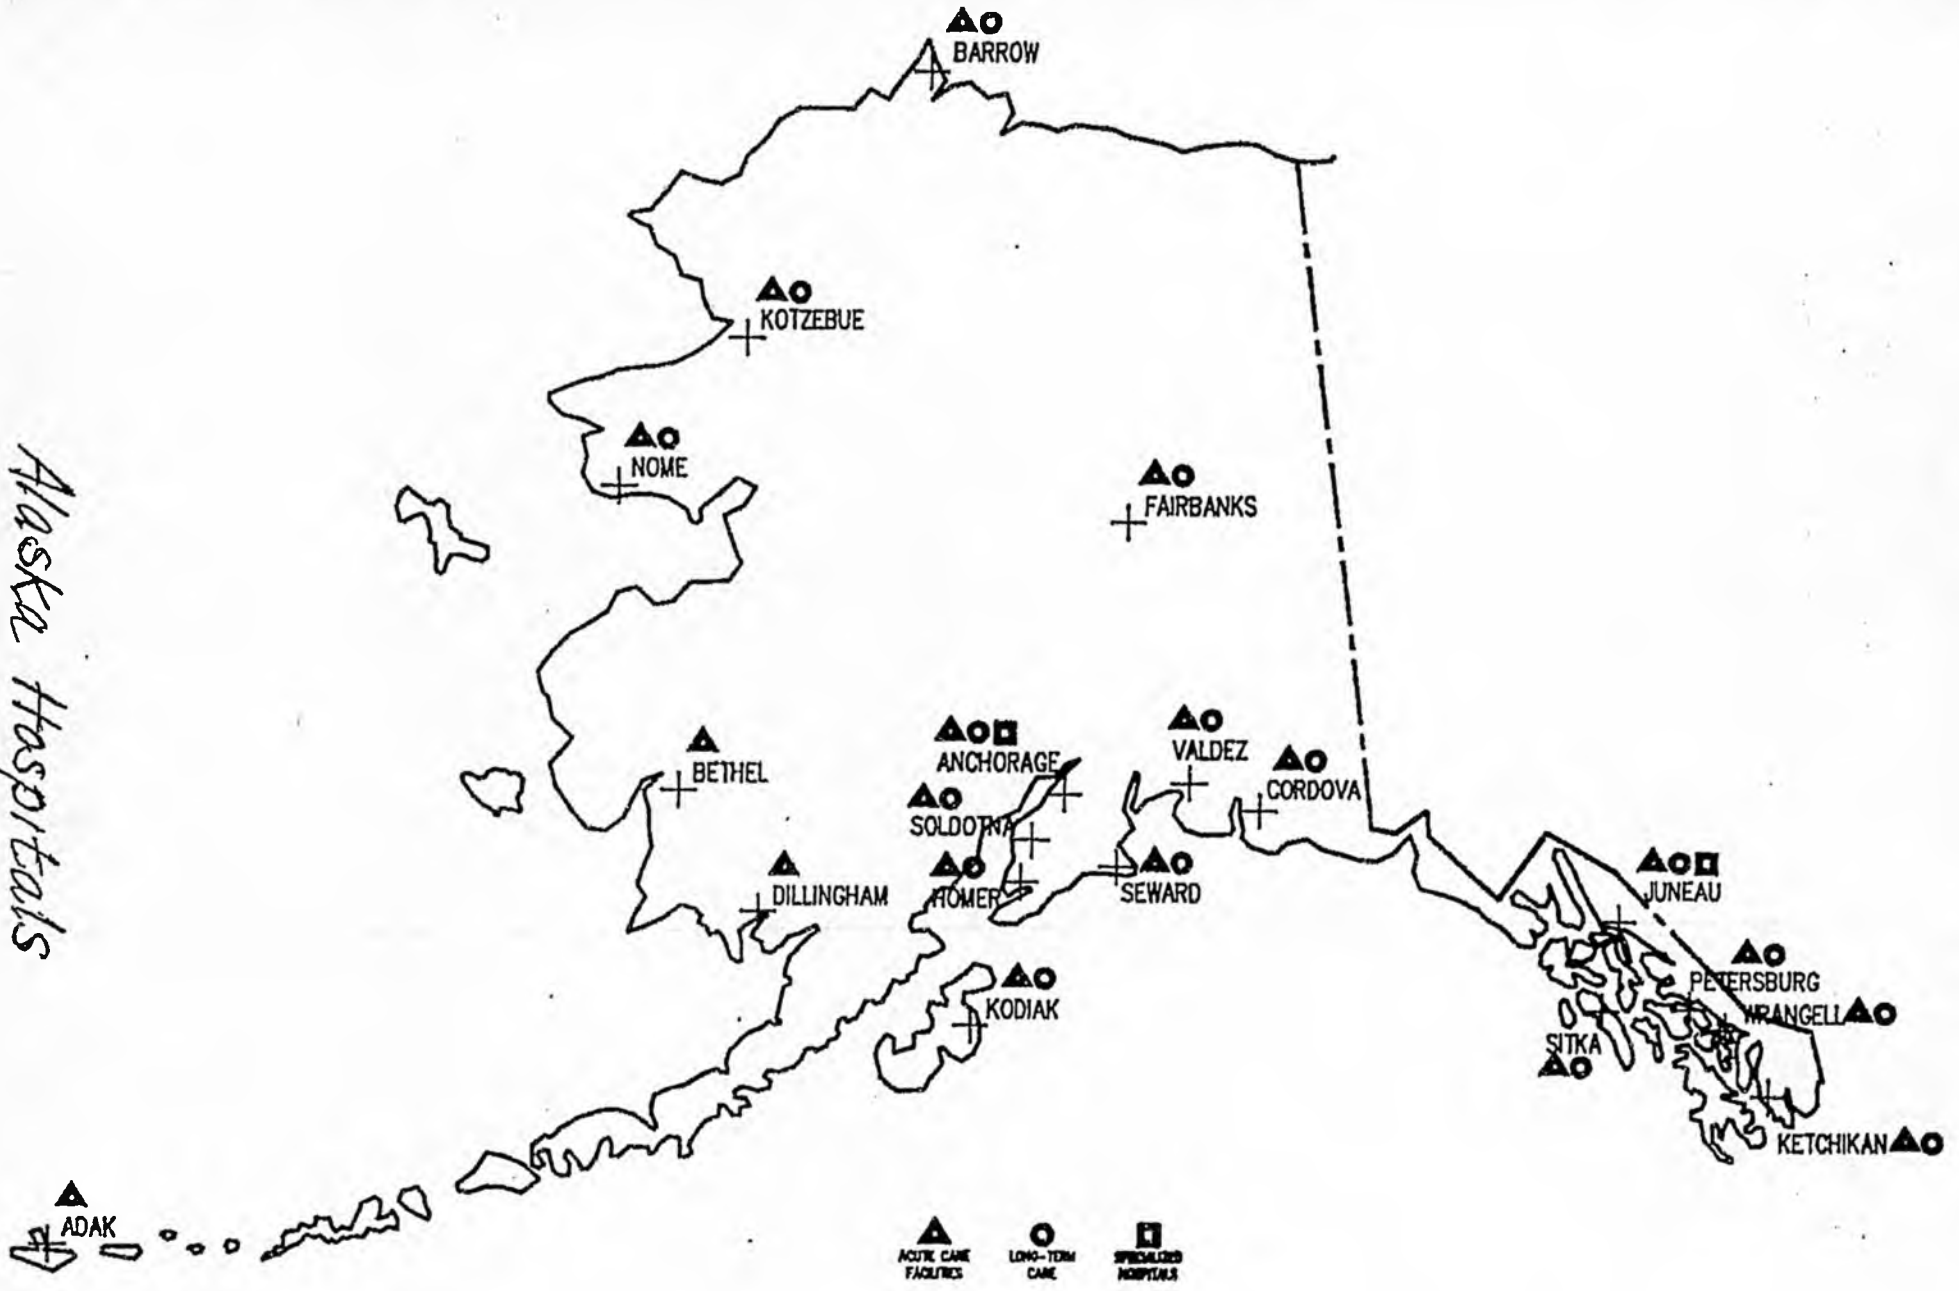 Alaska Hospitals
BARROW
KOTZEBUE
NOME
FAIRBANKS
BETHEL
ANCHORAGE
VALDEZ
CORDOVA
SOLDOTNA
DILLINGHAM
HOMER
SEWARD
JUNEAU
KODIAK
PETERSBURG
WRANGELL
SITKA
KETCHIKAN
ADAK
ACUTE CARE
FACILITIES
LONG-TERM
CARE
SPECIALIZED
HOSPITALS